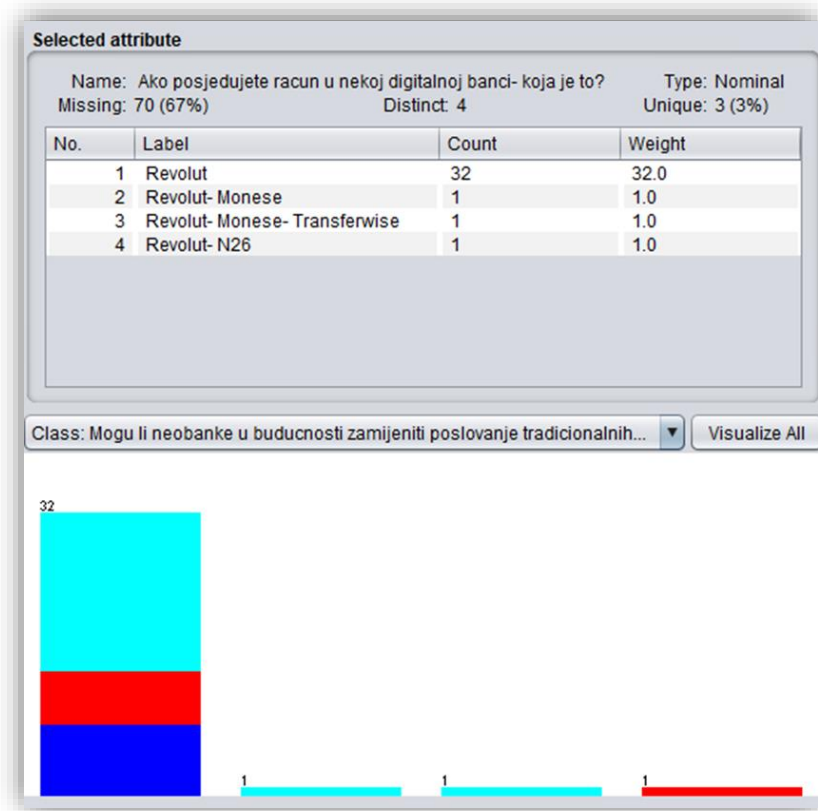 Selected attribute
Name: Ako posjedujete racun u nekoj digitalnoj banci- koja je to? Type: Nominal
Missing: 70 (67%) Distinct: 4 Unique: 3 (3%)
No. Label Count Weight
1 Revolut 32 32.0
2 Revolut- Monese 1 1.0
3 Revolut- Monese- Transferwise 1 1.0
4 Revolut- N26 1 1.0
Class: Mogu li neobanke u buducnosti zamijeniti poslovanje tradicionalnih... Visualize All
32
1 1 1